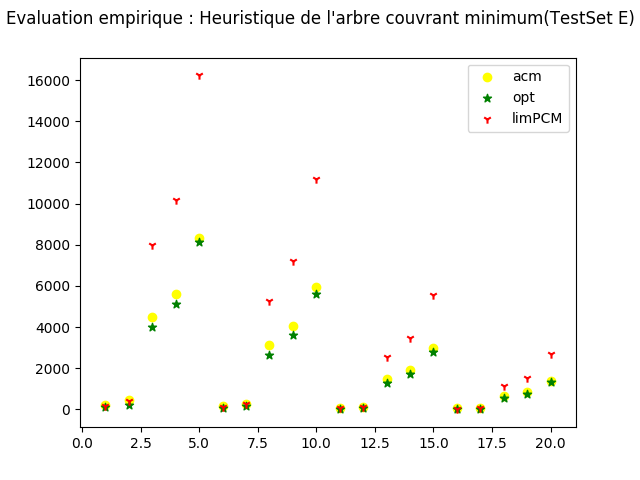 Evaluation empirique : Heuristique de l'arbre couvrant minimum(TestSet E)
acm
opt
limPCM
16000
14000
12000
10000
8000
6000
4000
2000
0
0.0 2.5 5.0 7.5 10.0 12.5 15.0 17.5 20.0